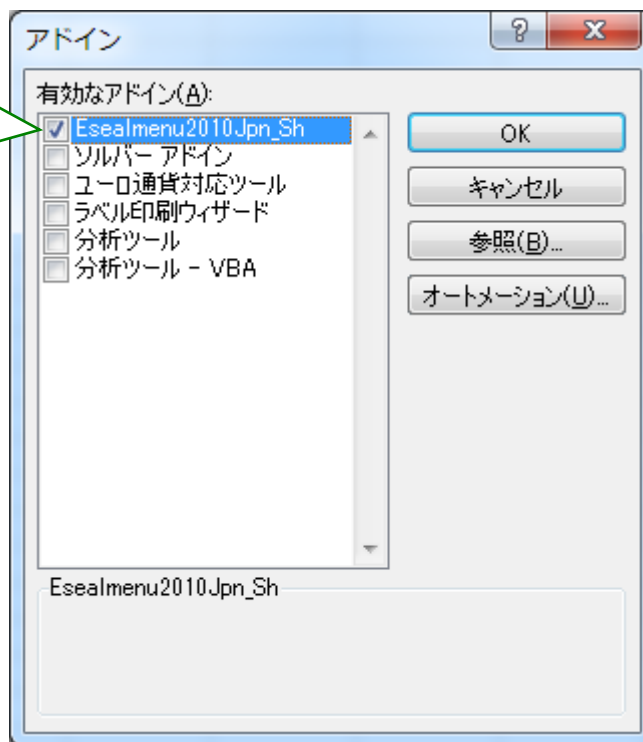 アドイン
有効なアドイン(A):
Esealmenu2010Jpn_Sh
ソルバー アドイン
ユーロ通貨対応ツール
ラベル印刷ウィザード
分析ツール
分析ツール - VBA
OK
キャンセル
参照(B)...
オートメーション(U)...
Esealmenu2010Jpn_Sh